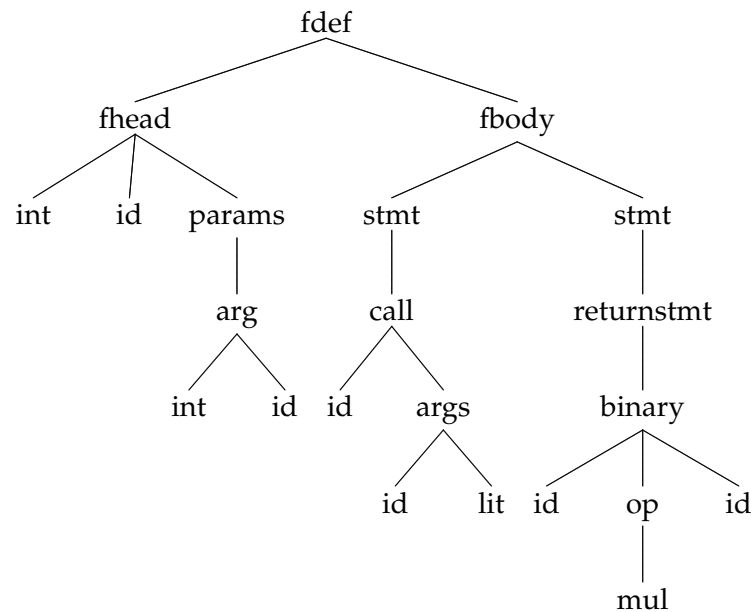 fdef
fhead fbody
int id params stmt stmt
arg call returnstmt
int id id args binary
id lit id op id
mul